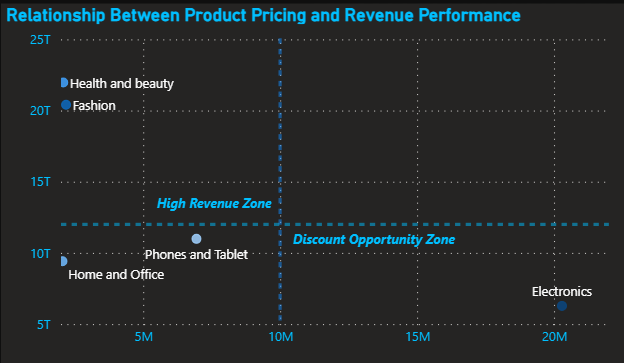 Relationship Between Product Pricing and Revenue Performance
25T
Health and beauty
Fashion
20T
15T
High Revenue Zone
Discount Opportunity Zone
Phones and Tablet
10T
Home and Office
Electronics
5T
5M 10M 15M 20M